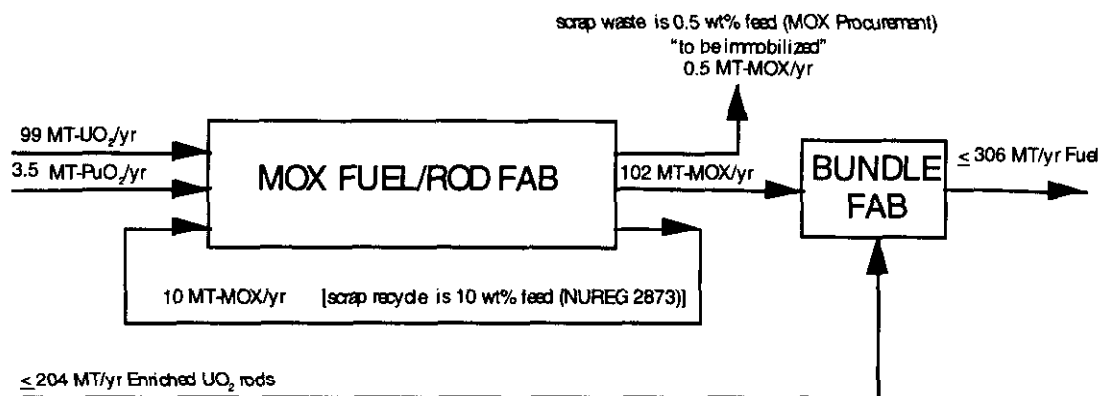 scrap waste is 0.5 wt% feed (MOX Procurement)
"to be immobilized"
0.5 MT-MOX/yr
99 MT-UO₂/yr
3.5 MT-PuO₂/yr
MOX FUEL/ROD FAB
102 MT-MOX/yr
BUNDLE
FAB
≤ 306 MT/yr Fuel
10 MT-MOX/yr [scrap recycle is 10 wt% feed (NUREG 2873)]
≤ 204 MT/yr Enriched UO₂ rods